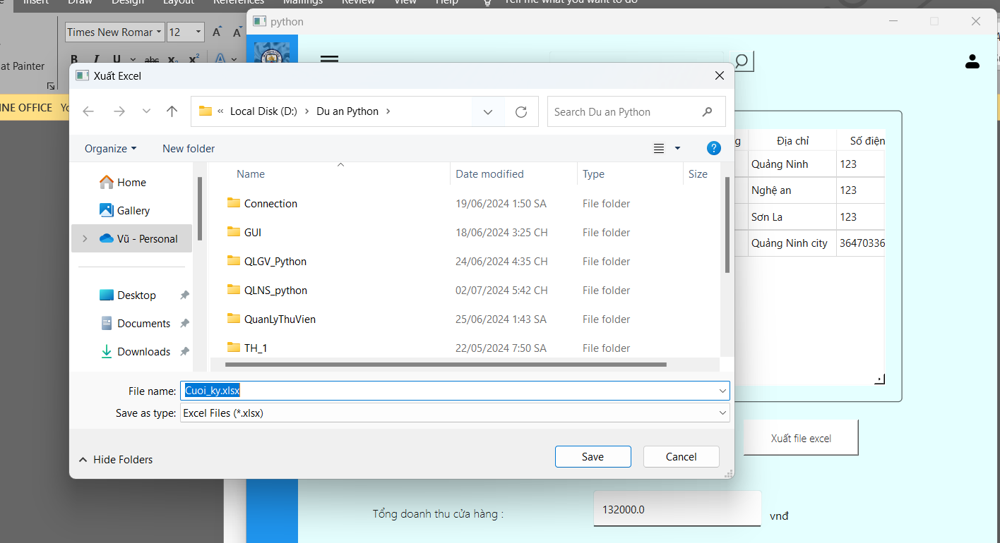 Insert Draw Design Layout References Mailings Review View Help Tell me what you want to do
Times New Roman 12
python
at Painter
INE OFFICE
Xuất Excel
« Local Disk (D:) › Du an Python ›
Search Du an Python
Organize New folder
Home
Gallery
Vũ - Personal
Desktop
Documents
Downloads
Name Date modified Type Size
Connection 19/06/2024 1:50 SA File folder
GUI 18/06/2024 3:25 CH File folder
QLGV_Python 24/06/2024 4:35 CH File folder
QLNS_python 02/07/2024 5:42 CH File folder
QuanLyThuVien 25/06/2024 1:43 SA File folder
TH_1 22/05/2024 7:50 SA File folder
File name: Cuoi_ky.xlsx
Save as type: Excel Files (*.xlsx)
Hide Folders
Save Cancel
g Địa chỉ Số điện
Quảng Ninh 123
Nghệ an 123
Sơn La 123
Quảng Ninh city 36470336
Xuất file excel
Tổng doanh thu cửa hàng : 132000.0 vnđ